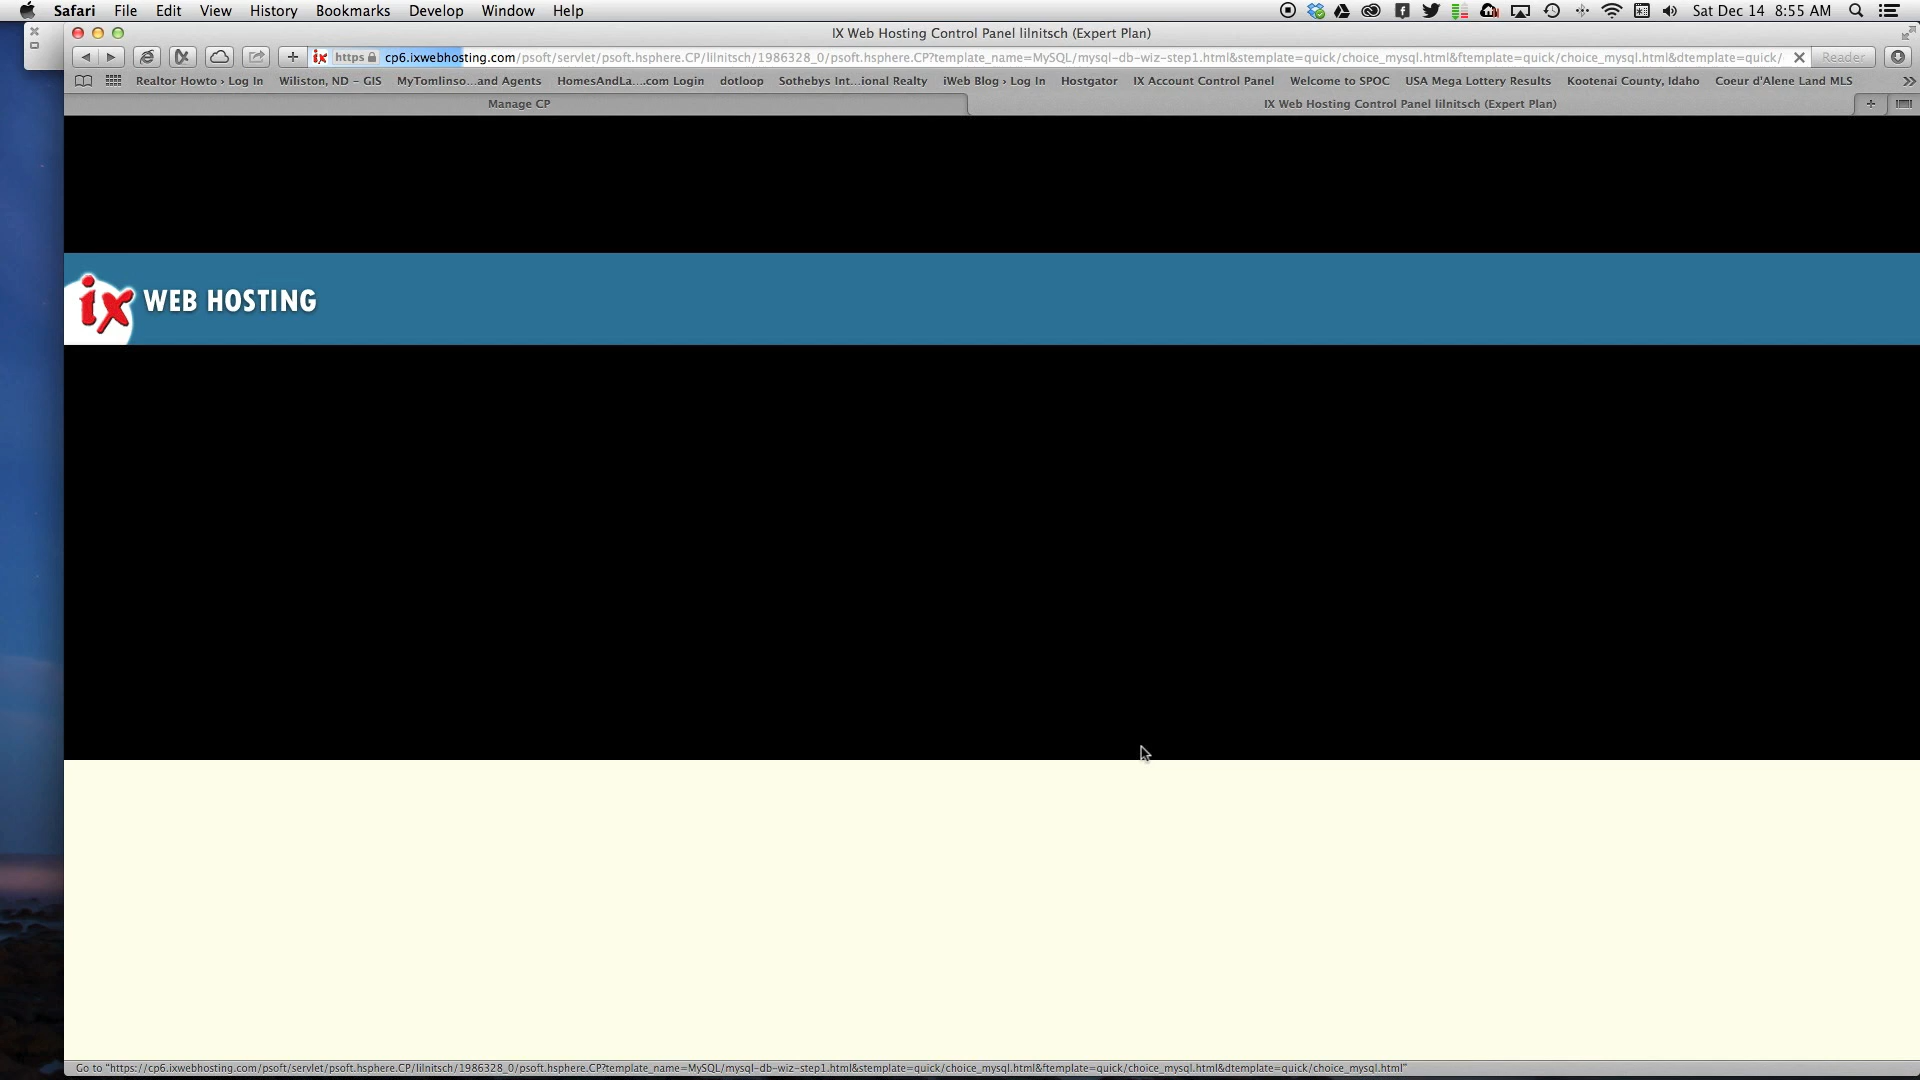 Safari File Edit View History Bookmarks Develop Window Help Sat Dec 14 8:55 AM
IX Web Hosting Control Panel lilnitsch (Expert Plan)
https cp6.ixwebhosting.com/psoft/servlet/psoft.hsphere.CP/lilnitsch/1986328_0/psoft.hsphere.CP?template_name=MySQL/mysql-db-wiz-step1.html&stemplate=quick/choice_mysql.html&ftemplate=quick/choice_mysql.html&dtemplate=quick/ Reader
Realtor Howto › Log In Wiliston, ND - GIS MyTomlinso...and Agents HomesAndLa....com Login dotloop Sothebys Int...ional Realty iWeb Blog › Log In Hostgator IX Account Control Panel Welcome to SPOC USA Mega Lottery Results Kootenai County, Idaho Coeur d'Alene Land MLS
Manage CP IX Web Hosting Control Panel lilnitsch (Expert Plan)
ix WEB HOSTING
Go to "https://cp6.ixwebhosting.com/psoft/servlet/psoft.hsphere.CP/lilnitsch/1986328_0/psoft.hsphere.CP?template_name=MySQL/mysql-db-wiz-step1.html&stemplate=quick/choice_mysql.html&ftemplate=quick/choice_mysql.html&dtemplate=quick/choice_mysql.html"